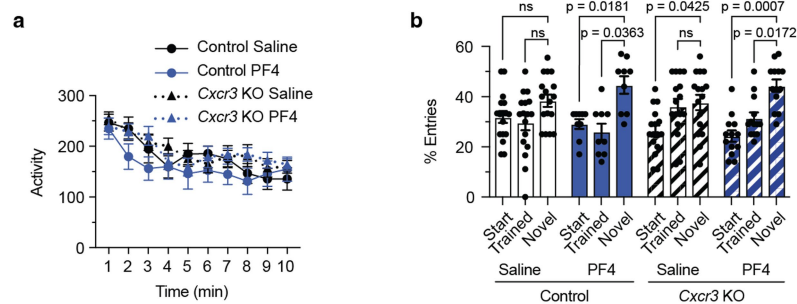 a
Control Saline
Control PF4
Cxcr3 KO Saline
Cxcr3 KO PF4
300
200
100
0
Activity
1 2 3 4 5 6 7 8 9 10
Time (min)
b
ns
p = 0.0181
p = 0.0425
p = 0.0007
ns
p = 0.0363
ns
p = 0.0172
60
40
20
0
% Entries
Start Trained Novel Start Trained Novel Start Trained Novel Start Trained Novel
Saline PF4 Saline PF4
Control Cxcr3 KO